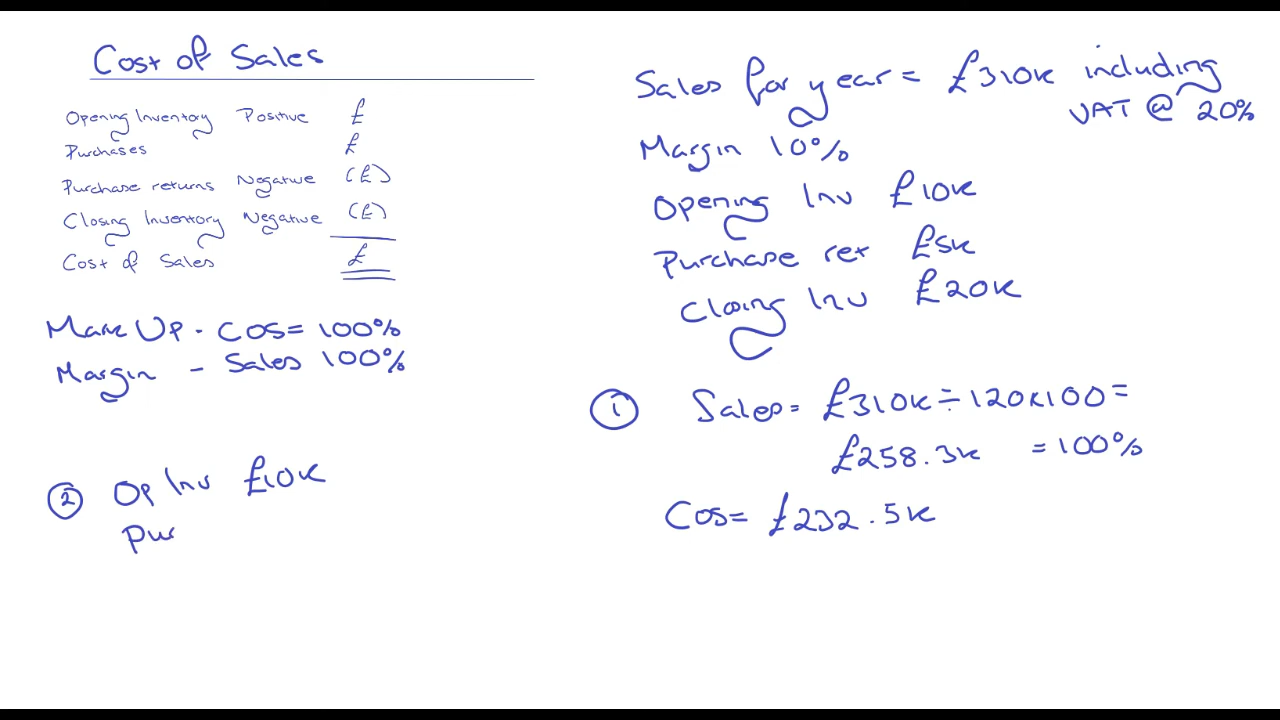 Cost of Sales
Opening Inventory Positive £
Purchases £
Purchase returns Negative (£)
Closing Inventory Negative (£)
Cost of Sales £
Mark Up - COS = 100%
Margin - Sales 100%
② Op Inv £10K
Pur
Sales for year = £310K including
VAT @ 20%
Margin 10%
Opening Inv £10K
Purchase ret £5K
Closing Inv £20K
① Sales = £310K ÷ 120 x 100 =
£258.3K = 100%
COS = £232.5K